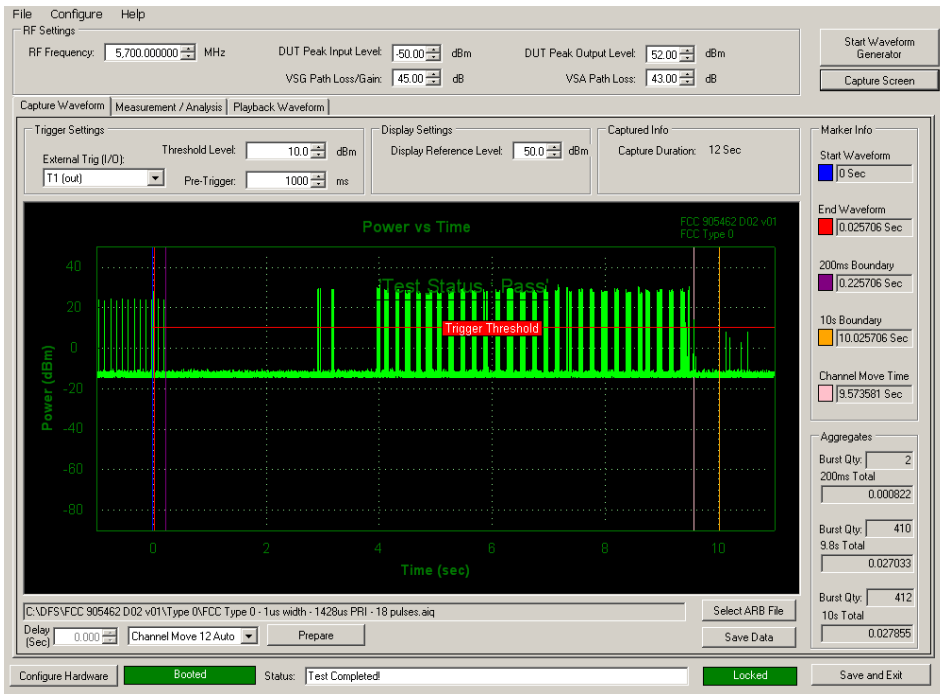 File Configure Help
RF Settings
RF Frequency: 5,700.000000 MHz
DUT Peak Input Level: -50.00 dBm
DUT Peak Output Level: 52.00 dBm
VSG Path Loss/Gain: 45.00 dB
VSA Path Loss: 43.00 dB
Start Waveform Generator
Capture Screen
Capture Waveform Measurement / Analysis Playback Waveform
Trigger Settings
External Trig (I/O):
T1 (out)
Threshold Level: 10.0 dBm
Pre-Trigger: 1000 ms
Display Settings
Display Reference Level: 50.0 dBm
Captured Info
Capture Duration: 12 Sec
Marker Info
Start Waveform
0 Sec
End Waveform
0.025706 Sec
200ms Boundary
0.225706 Sec
10s Boundary
10.025706 Sec
Channel Move Time
9.573581 Sec
Power vs Time
FCC 905462 D02 v01
FCC Type 0
Test Status : Pass
Trigger Threshold
Power (dBm)
40
20
0
-20
-40
-60
-80
0 2 4 6 8 10
Time (sec)
Aggregates
Burst Qty: 2
200ms Total
0.000822
Burst Qty: 410
9.8s Total
0.027033
Burst Qty: 412
10s Total
0.027855
C:\DFS\FCC 905462 D02 v01\Type 0\FCC Type 0 - 1us width - 1428us PRI - 18 pulses.aiq
Select ARB File
Delay (Sec) 0.000 Channel Move 12 Auto Prepare
Save Data
Configure Hardware Booted Status: Test Completed! Locked Save and Exit